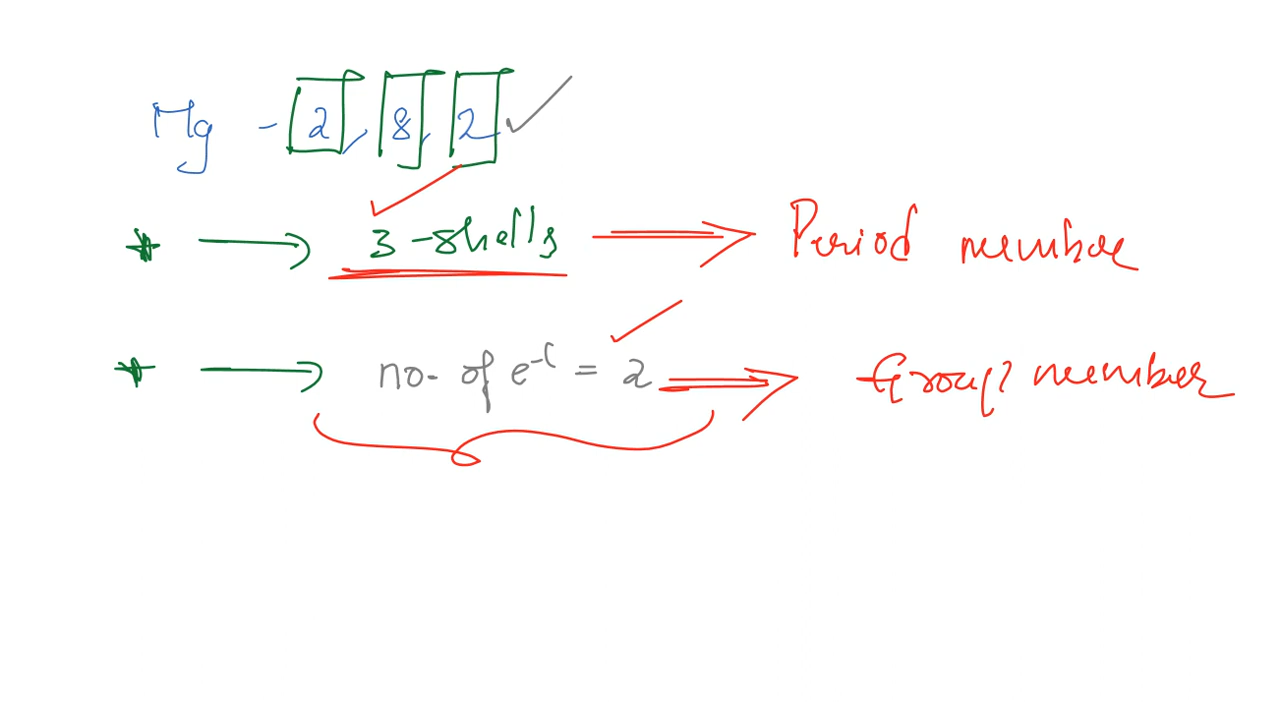 Mg - 2, 8, 2
3-shells Period number
no. of e⁻ = 2 Group number